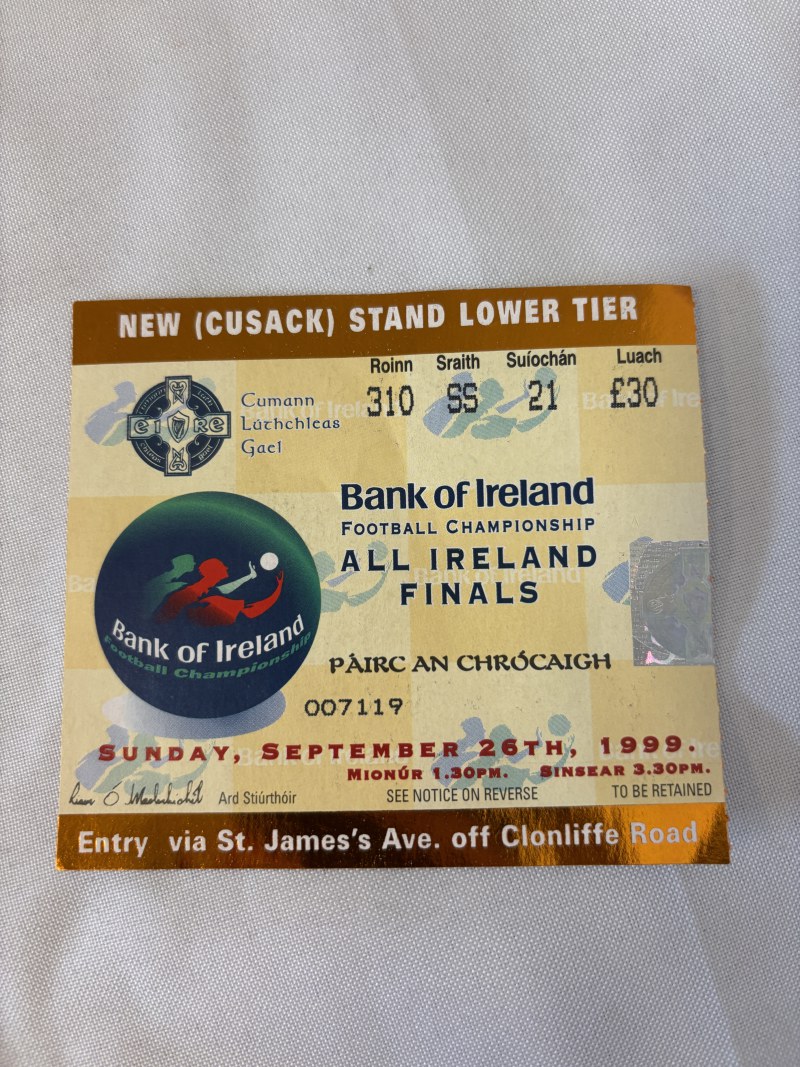 NEW (CUSACK) STAND LOWER TIER
Roinn Sraith Suíochán Luach
310 SS 21 £30
EIRE
Cumann
Lúthchleas
Gael
Bank of Ireland
FOOTBALL CHAMPIONSHIP
ALL IRELAND
FINALS
Bank of Ireland
Football Championship
PÁIRC AN CHRÓCAIGH
007119
SUNDAY, SEPTEMBER 26TH, 1999.
MIONÚR 1.30PM. SINSEAR 3.30PM.
Ard Stiúrthóir SEE NOTICE ON REVERSE TO BE RETAINED
Entry via St. James's Ave. off Clonliffe Road